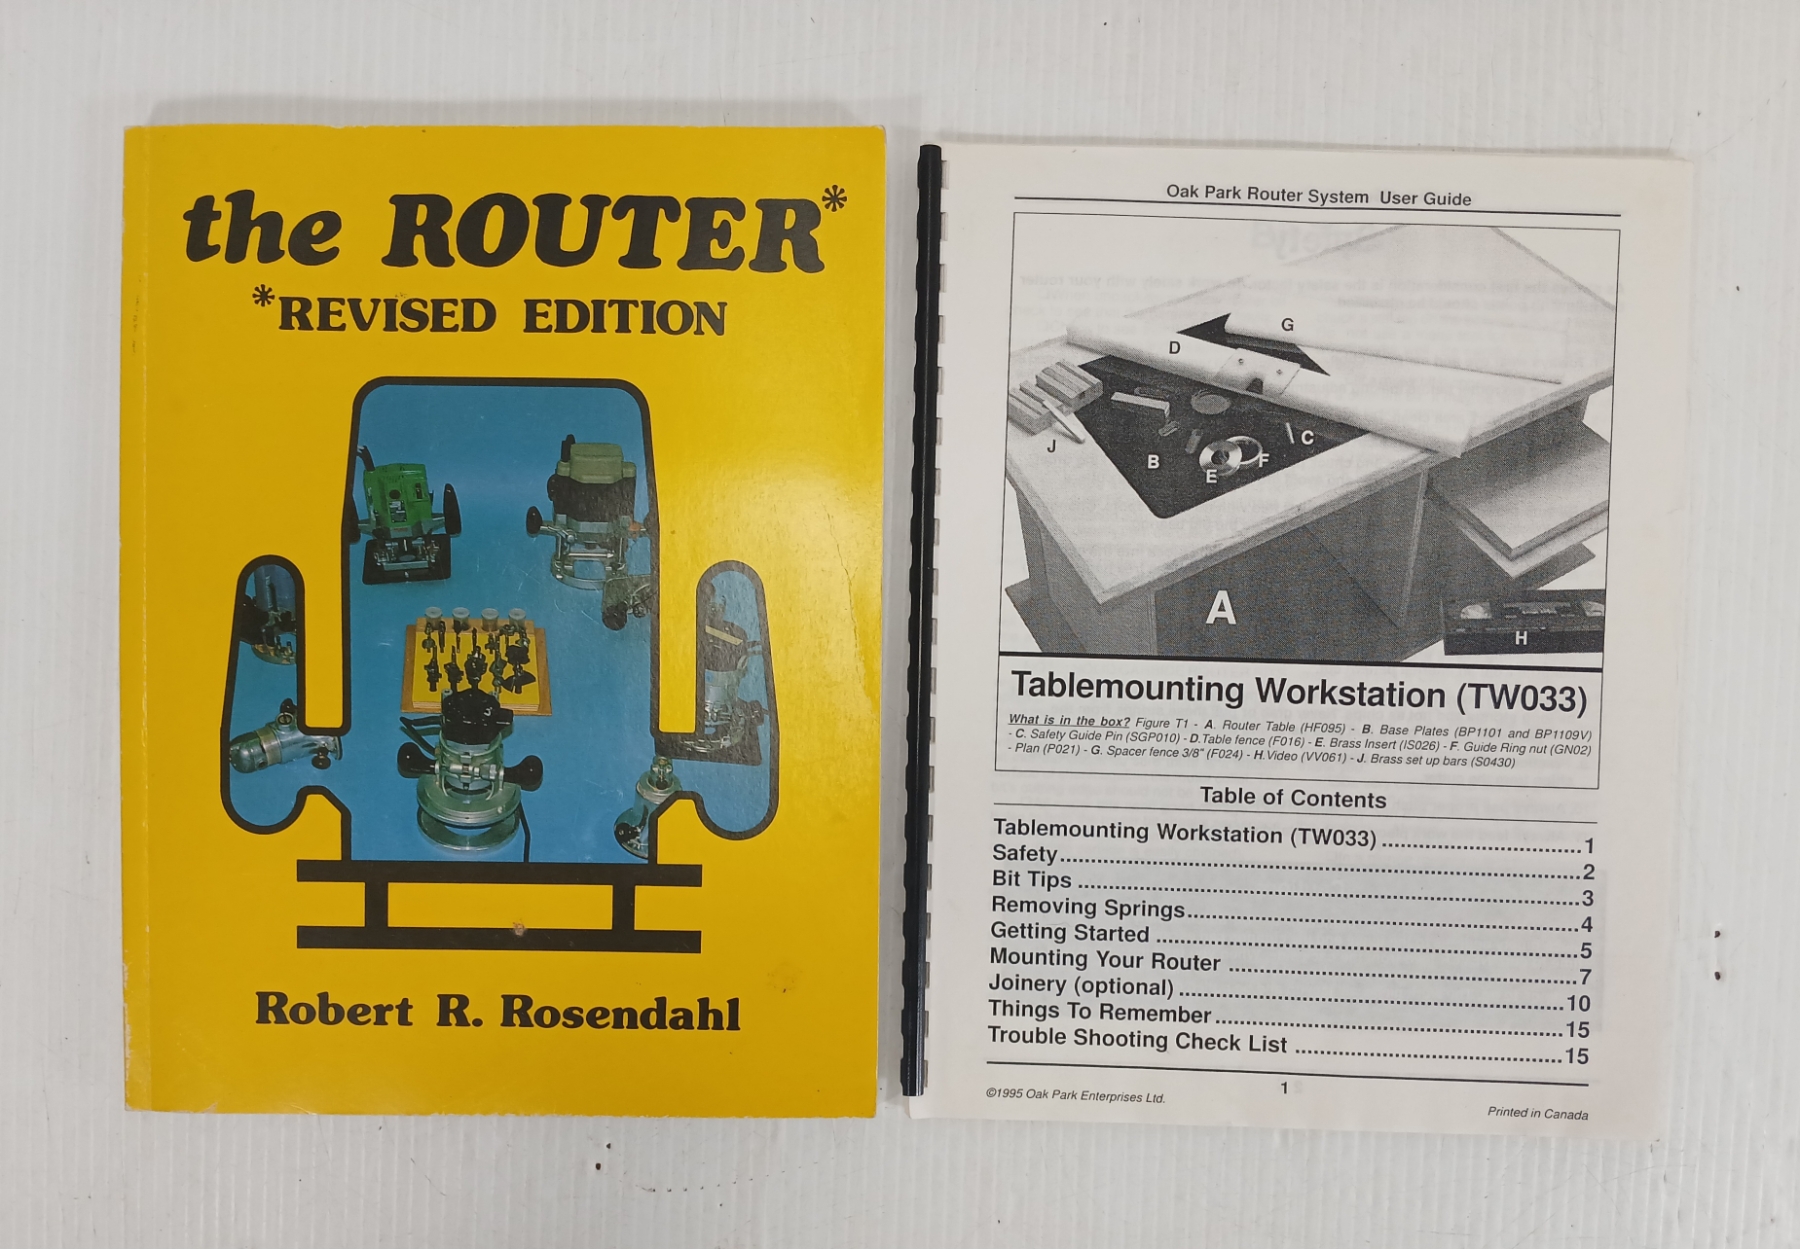 the ROUTER*
*REVISED EDITION
Robert R. Rosendahl
Oak Park Router System User Guide
G
D
J
C
B
F
E
A
H
Tablemounting Workstation (TW033)
What is in the box? Figure T1 - A. Router Table (HF095) - B. Base Plates (BP1101 and BP1109V)
- C. Safety Guide Pin (SGP010) - D. Table fence (F016) - E. Brass Insert (IS026) - F. Guide Ring nut (GN02)
- Plan (P021) - G. Spacer fence 3/8" (F024) - H. Video (VV061) - J. Brass set up bars (S0430)
Table of Contents
Tablemounting Workstation (TW033) ..............................1
Safety................................................................................2
Bit Tips .............................................................................3
Removing Springs............................................................4
Getting Started .................................................................5
Mounting Your Router ......................................................7
Joinery (optional) ...........................................................10
Things To Remember.....................................................15
Trouble Shooting Check List ..........................................15
1
©1995 Oak Park Enterprises Ltd.
Printed in Canada